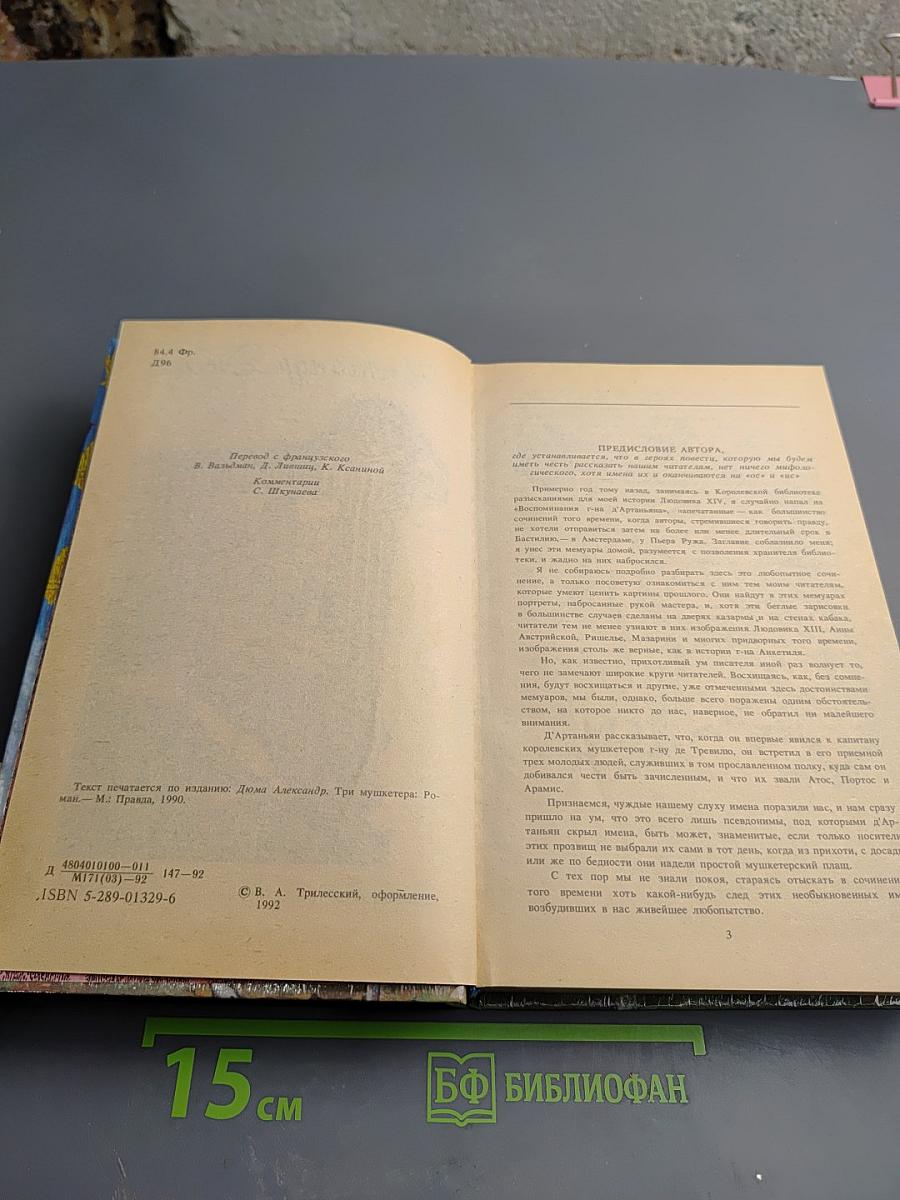 84.4 Фр.
Д96
Перевод с французского
В. Вальдман, Д. Лившиц, К. Ксаниной
Комментарии
С. Шкунаева
Текст печатается по изданию: Дюма Александр. Три мушкетера: Ро-
ман.— М.: Правда, 1990.
Д 4804010100—011
М171(03)—92
147—92
ISBN 5-289-01329-6
© В. А. Трилесский, оформление,
1992
ПРЕДИСЛОВИЕ АВТОРА,
где устанавливается, что в героях повести, которую мы будем
иметь честь рассказать нашим читателям, нет ничего мифоло-
гического, хотя имена их и оканчиваются на «ос» и «ис»
Примерно год тому назад, занимаясь в Королевской библиотеке
разысканиями для моей истории Людовика XIV, я случайно напал на
«Воспоминания г-на д'Артаньяна», напечатанные — как большинство
сочинений того времени, когда авторы, стремившиеся говорить правду,
не хотели отправиться затем на более или менее длительный срок в
Бастилию,— в Амстердаме, у Пьера Ружа. Заглавие соблазнило меня;
я унес эти мемуары домой, разумеется с позволения хранителя библио-
теки, и жадно на них набросился.
Я не собираюсь подробно разбирать здесь это любопытное сочи-
нение, а только посоветую ознакомиться с ним тем моим читателям,
которые умеют ценить картины прошлого. Они найдут в этих мемуарах
портреты, набросанные рукой мастера, и, хотя эти беглые зарисовки
в большинстве случаев сделаны на дверях казармы и на стенах кабака,
читатели тем не менее узнают в них изображения Людовика XIII, Анны
Австрийской, Ришелье, Мазарини и многих придворных того времени,
изображения столь же верные, как в истории г-на Анкетиля.
Но, как известно, прихотливый ум писателя иной раз волнует то,
чего не замечают широкие круги читателей. Восхищаясь, как, без сомне-
ния, будут восхищаться и другие, уже отмеченными здесь достоинствами
мемуаров, мы были, однако, больше всего поражены одним обстоятель-
ством, на которое никто до нас, наверное, не обратил ни малейшего
внимания.
Д'Артаньян рассказывает, что, когда он впервые явился к капитану
королевских мушкетеров г-ну де Тревилю, он встретил в его приемной
трех молодых людей, служивших в том прославленном полку, куда сам он
добивался чести быть зачисленным, и что их звали Атос, Портос и
Арамис.
Признаемся, чуждые нашему слуху имена поразили нас, и нам сразу
пришло на ум, что это всего лишь псевдонимы, под которыми д'Ар-
таньян скрыл имена, быть может, знаменитые, если только носители
этих прозвищ не выбрали их сами в тот день, когда из прихоти, с досады
или же по бедности они надели простой мушкетерский плащ.
С тех пор мы не знали покоя, стараясь отыскать в сочинени
того времени хоть какой-нибудь след этих необыкновенных им
возбудивших в нас живейшее любопытство.
3
15 см
БФ БИБЛИОФАН